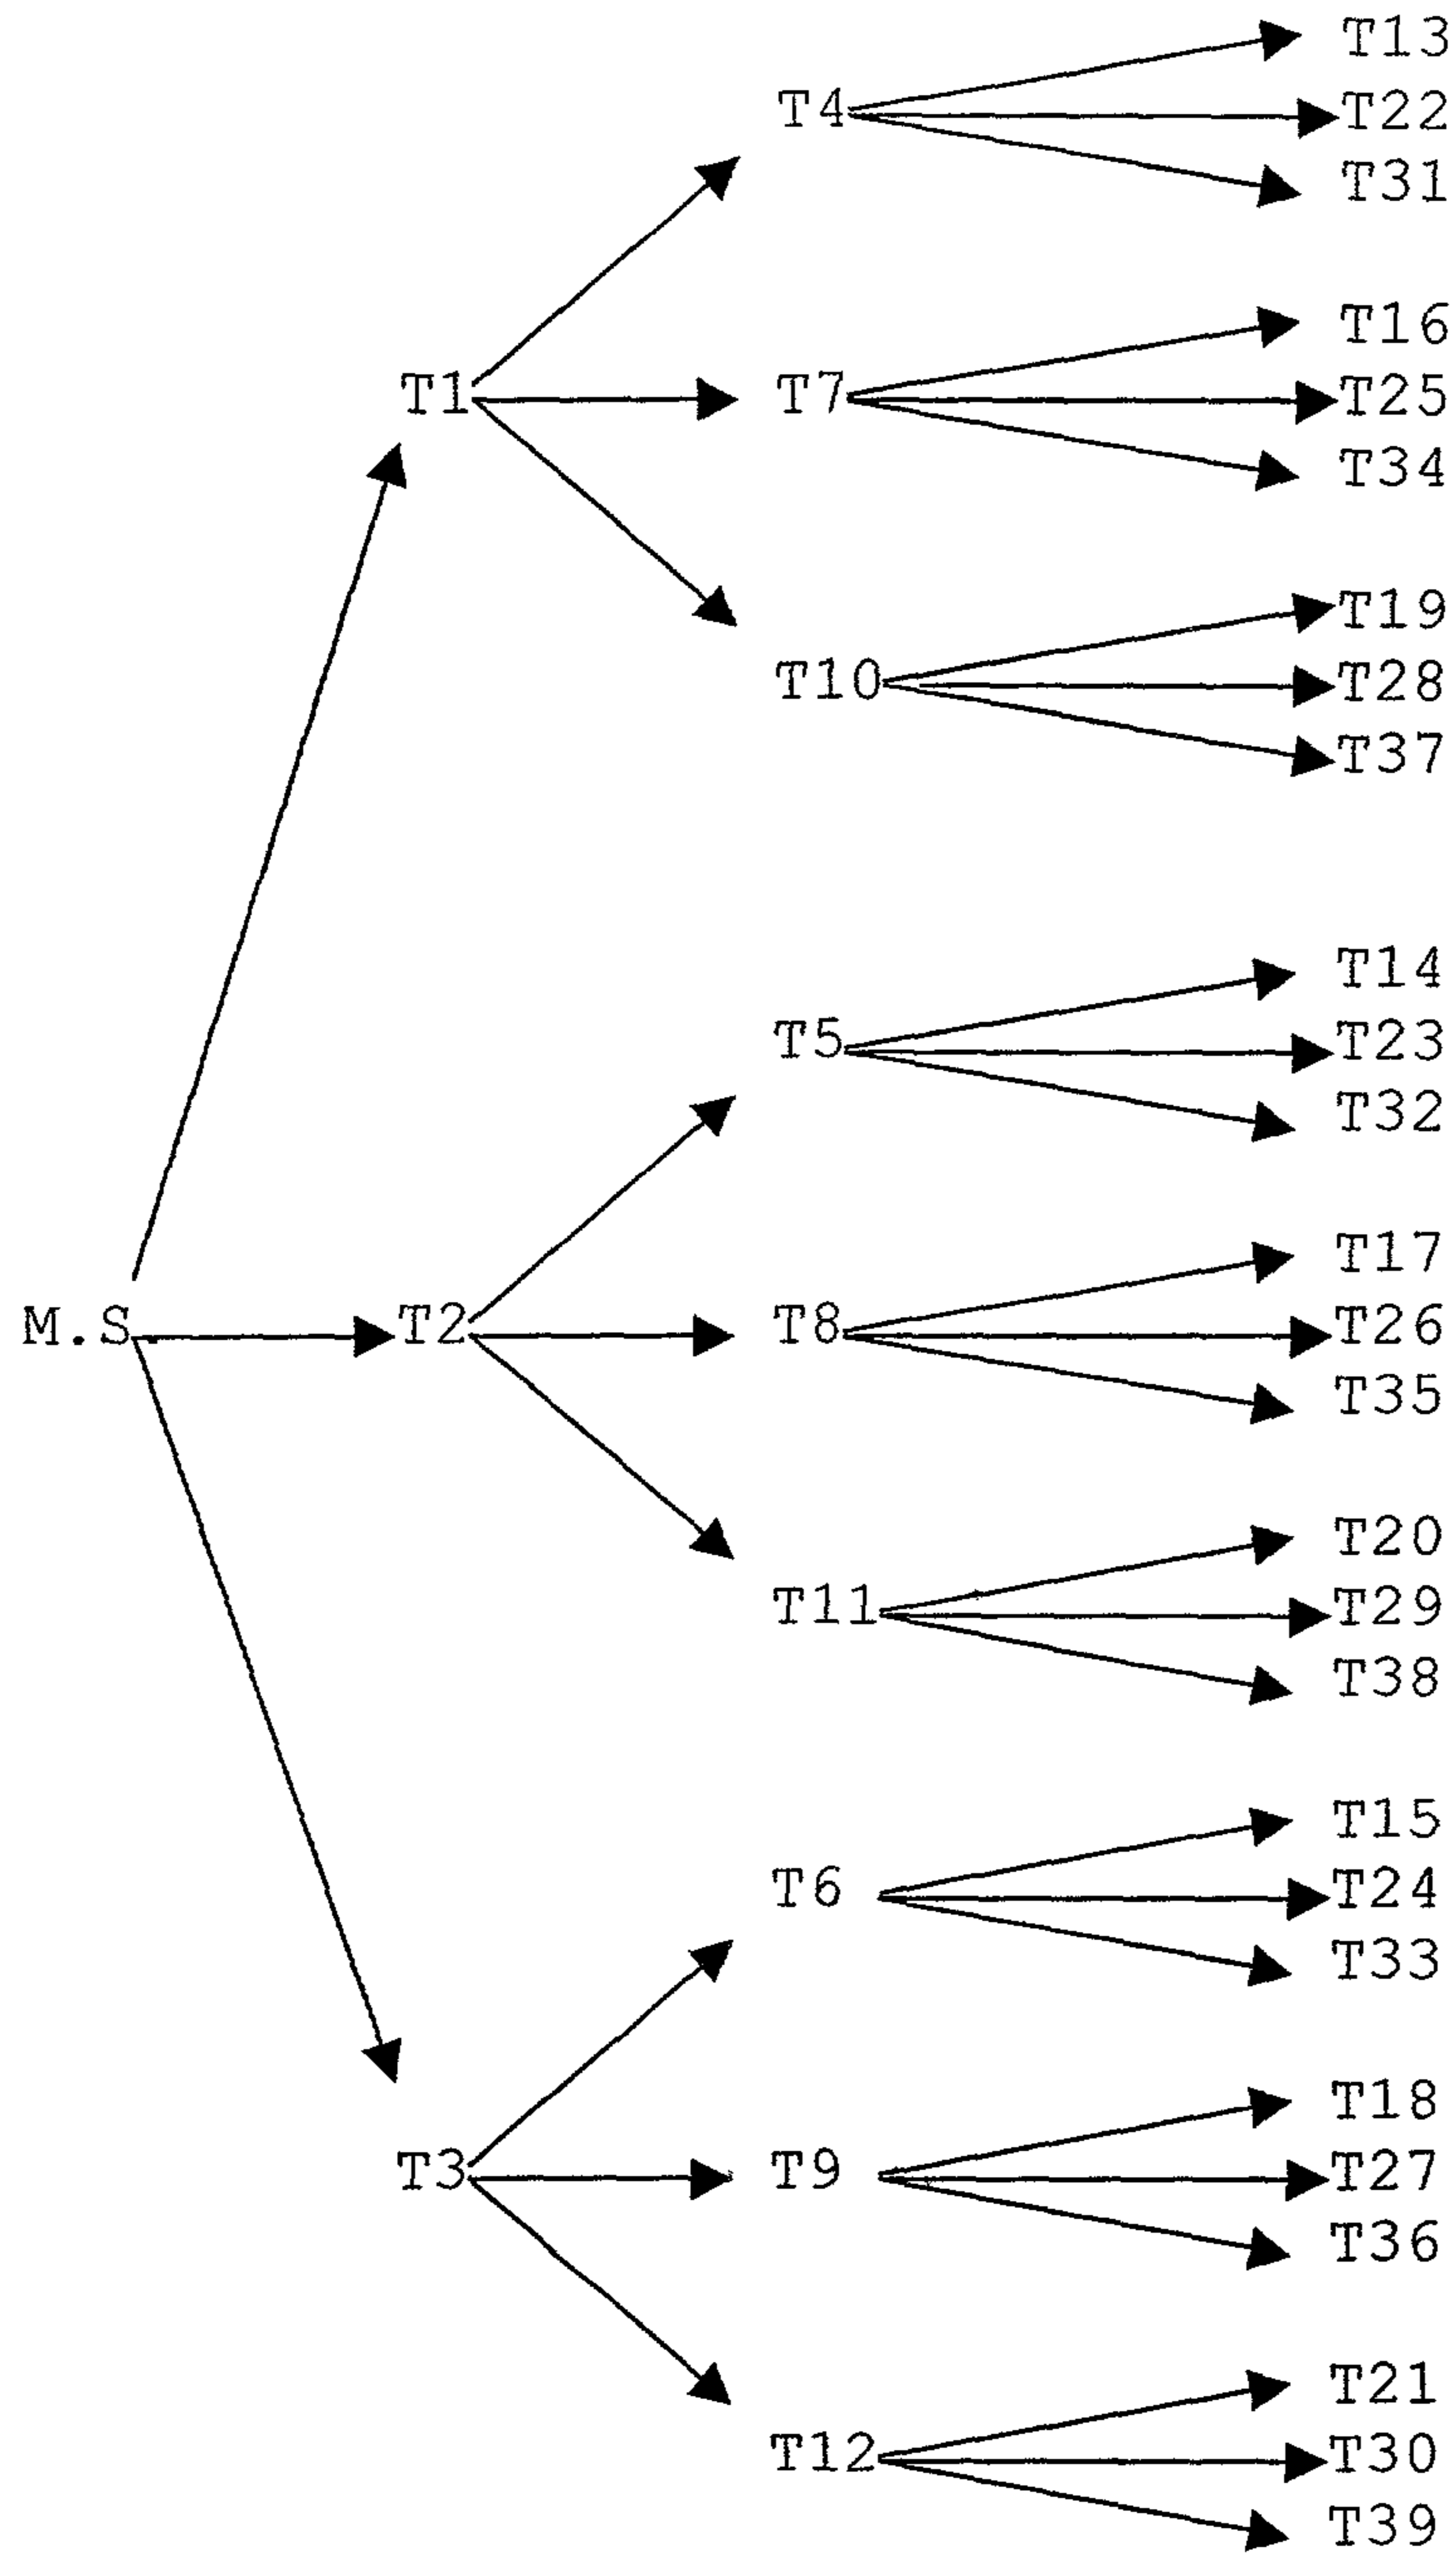 T13
T4 T22
T31
T16
T1 T7 T25
T34
T19
T10 T28
T37
T14
T5 T23
T32
T17
M.S. T2 T8 T26
T35
T20
T11 T29
T38
T15
T6 T24
T33
T18
T3 T9 T27
T36
T21
T12 T30
T39